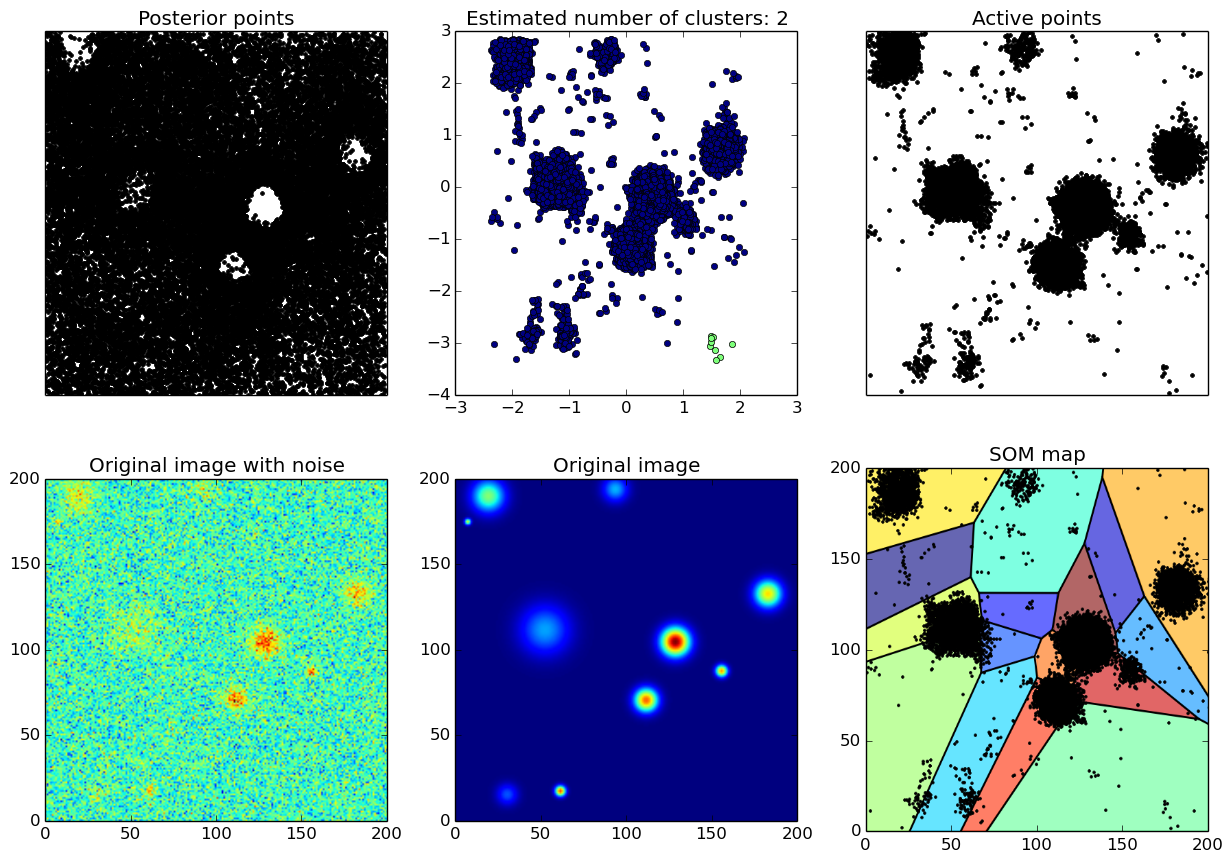 Posterior points
Estimated number of clusters: 2
Active points
3
2
1
0
−1
−2
−3
−4
−3 −2 −1 0 1 2 3
Original image with noise
Original image
SOM map
200
150
100
50
0
0 50 100 150 200
200
150
100
50
0
0 50 100 150 200
200
150
100
50
0
0 50 100 150 200